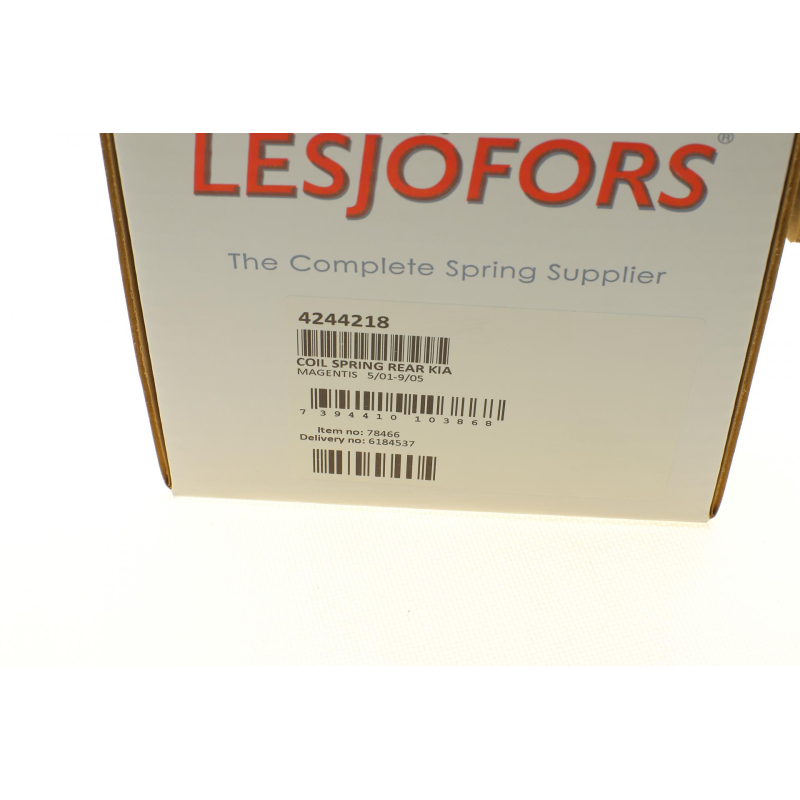 LESJOFORS®
The Complete Spring Supplier
4244218
COIL SPRING REAR KIA
MAGENTIS 5/01-9/05
7 394410 103868
Item no: 78466
Delivery no: 6184537